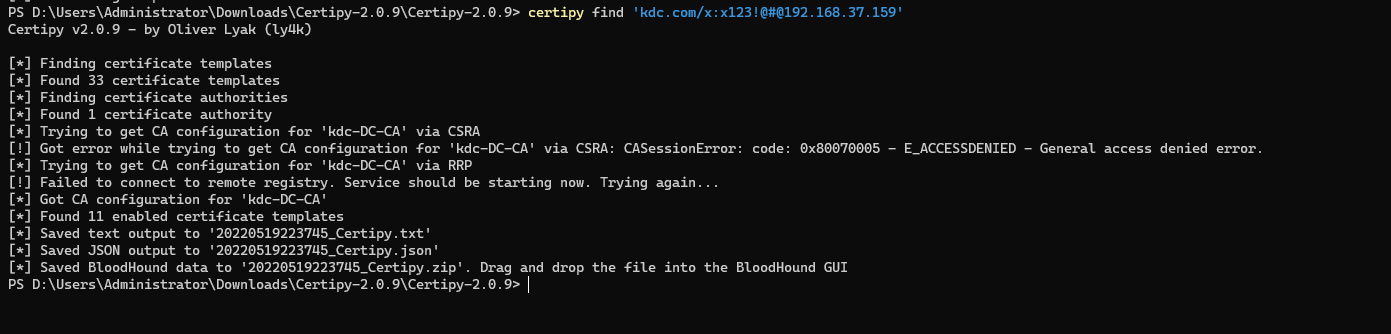 PS D:\Users\Administrator\Downloads\Certipy-2.0.9\Certipy-2.0.9> certipy find 'kdc.com/x:x123!@#@192.168.37.159'
Certipy v2.0.9 - by Oliver Lyak (ly4k)
[*] Finding certificate templates
[*] Found 33 certificate templates
[*] Finding certificate authorities
[*] Found 1 certificate authority
[*] Trying to get CA configuration for 'kdc-DC-CA' via CSRA
[!] Got error while trying to get CA configuration for 'kdc-DC-CA' via CSRA: CASessionError: code: 0x80070005 - E_ACCESSDENIED - General access denied error.
[*] Trying to get CA configuration for 'kdc-DC-CA' via RRP
[!] Failed to connect to remote registry. Service should be starting now. Trying again...
[*] Got CA configuration for 'kdc-DC-CA'
[*] Found 11 enabled certificate templates
[*] Saved text output to '20220519223745_Certipy.txt'
[*] Saved JSON output to '20220519223745_Certipy.json'
[*] Saved BloodHound data to '20220519223745_Certipy.zip'. Drag and drop the file into the BloodHound GUI
PS D:\Users\Administrator\Downloads\Certipy-2.0.9\Certipy-2.0.9>